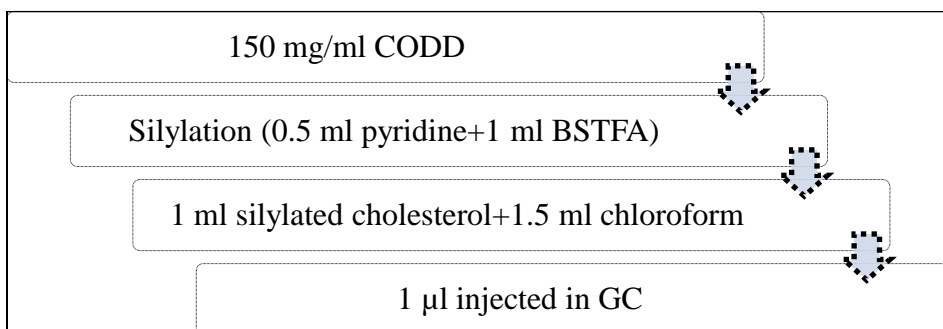 150 mg/ml CODD
Silylation (0.5 ml pyridine+1 ml BSTFA)
1 ml silylated cholesterol+1.5 ml chloroform
1 µl injected in GC